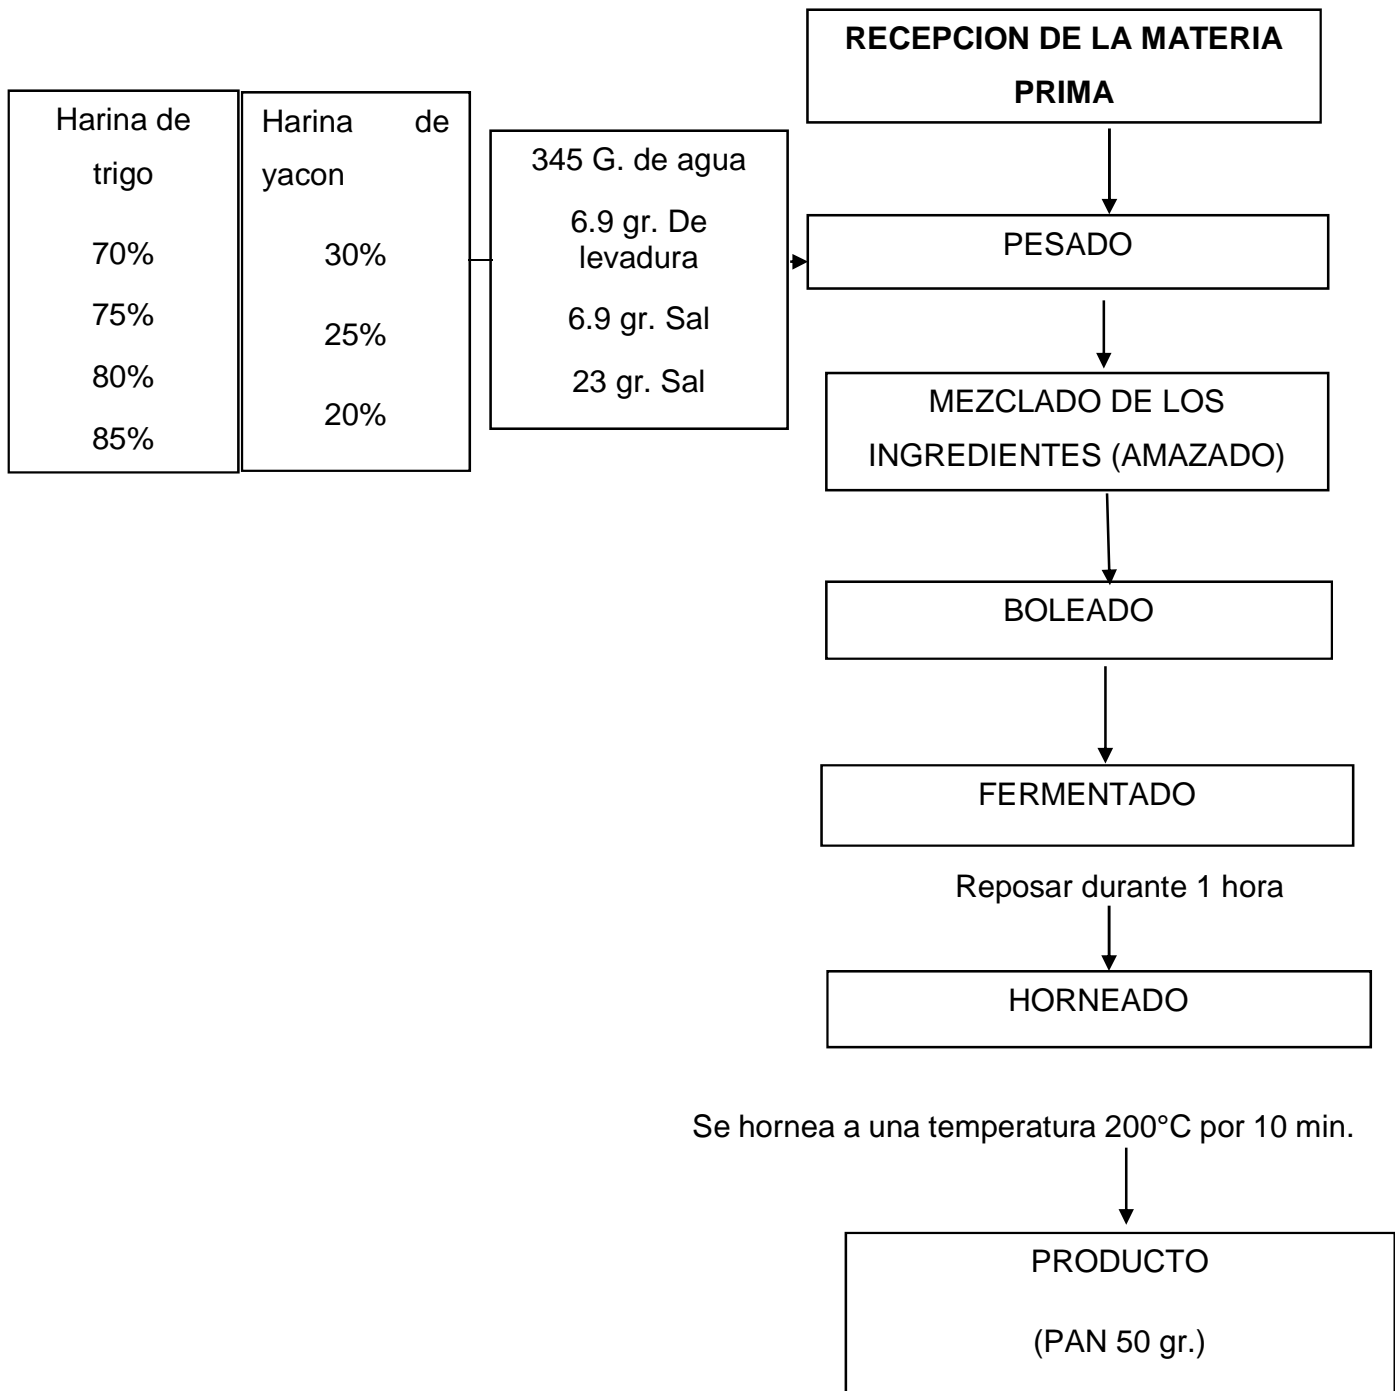 RECEPCION DE LA MATERIA
PRIMA
Harina de
trigo
70%
75%
80%
85%
Harina de
yacon
30%
25%
20%
345 G. de agua
6.9 gr. De
levadura
6.9 gr. Sal
23 gr. Sal
PESADO
MEZCLADO DE LOS
INGREDIENTES (AMAZADO)
BOLEADO
FERMENTADO
Reposar durante 1 hora
HORNEADO
Se hornea a una temperatura 200°C por 10 min.
PRODUCTO
(PAN 50 gr.)